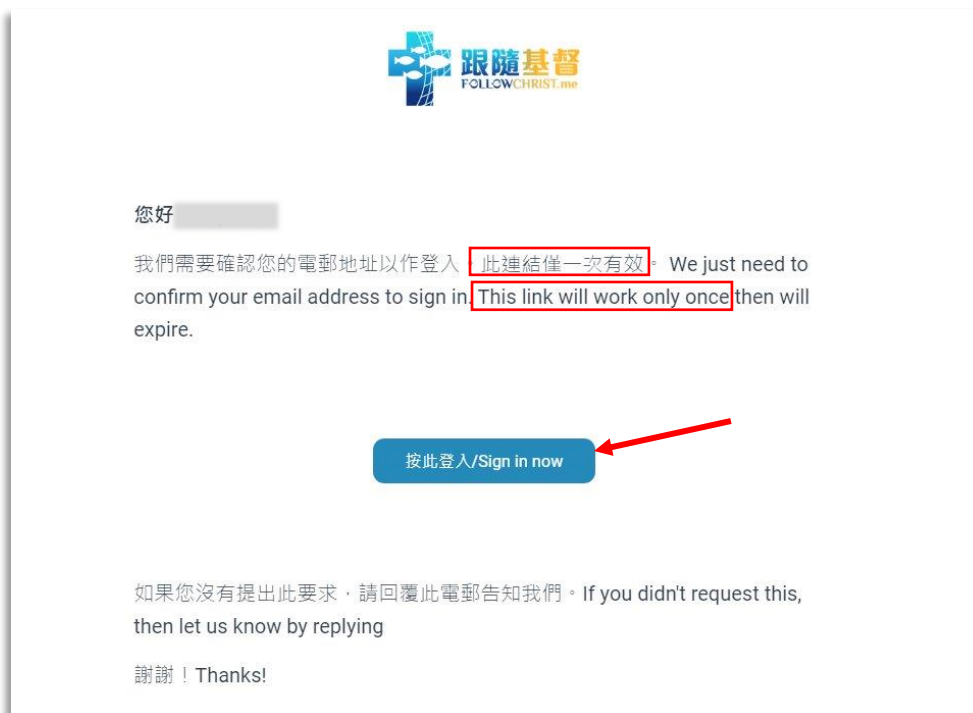 跟隨基督
FOLLOWCHRIST.me
您好
我們需要確認您的電郵地址以作登入，此連結僅一次有效。 We just need to
confirm your email address to sign in. This link will work only once then will
expire.
按此登入/Sign in now
如果您沒有提出此要求，請回覆此電郵告知我們。If you didn't request this,
then let us know by replying
謝謝！Thanks!